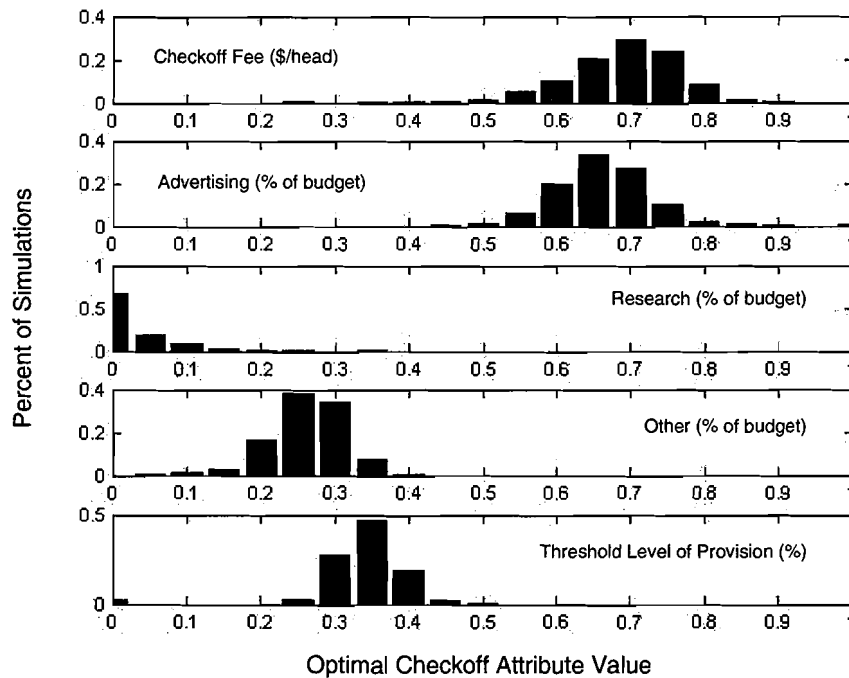 0.4
Checkoff Fee ($/head)
0.2
0
0 0.1 0.2 0.3 0.4 0.5 0.6 0.7 0.8 0.9 1
0.4
Advertising (% of budget)
0.2
0
0 0.1 0.2 0.3 0.4 0.5 0.6 0.7 0.8 0.9 1
1
Research (% of budget)
0.5
0
0 0.1 0.2 0.3 0.4 0.5 0.6 0.7 0.8 0.9 1
0.4
Other (% of budget)
0.2
0
0 0.1 0.2 0.3 0.4 0.5 0.6 0.7 0.8 0.9 1
0.5
Threshold Level of Provision (%)
0
0 0.1 0.2 0.3 0.4 0.5 0.6 0.7 0.8 0.9 1
Percent of Simulations
Optimal Checkoff Attribute Value